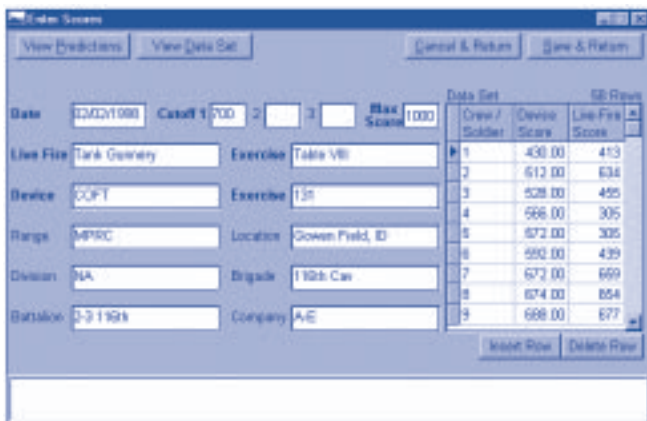 Enter Scores
View Predictions View Data Set Cancel & Return Save & Return
Data Set 58 Rows
Date 02/02/1998 Cutoff 1 700 2 3 Max Score 1000
Crew / Soldier Device Score Live Fire Score
Live Fire Tank Gunnery Exercise Table VIII
1 430.00 413
2 512.00 634
Device COFT Exercise 131
3 528.00 455
4 566.00 305
Range MPRC Location Gowen Field, ID
5 572.00 305
6 592.00 439
Division NA Brigade 116th Cav
7 672.00 659
8 674.00 854
Battalion 2-3 116th Company A-E
9 688.00 677
Insert Row Delete Row